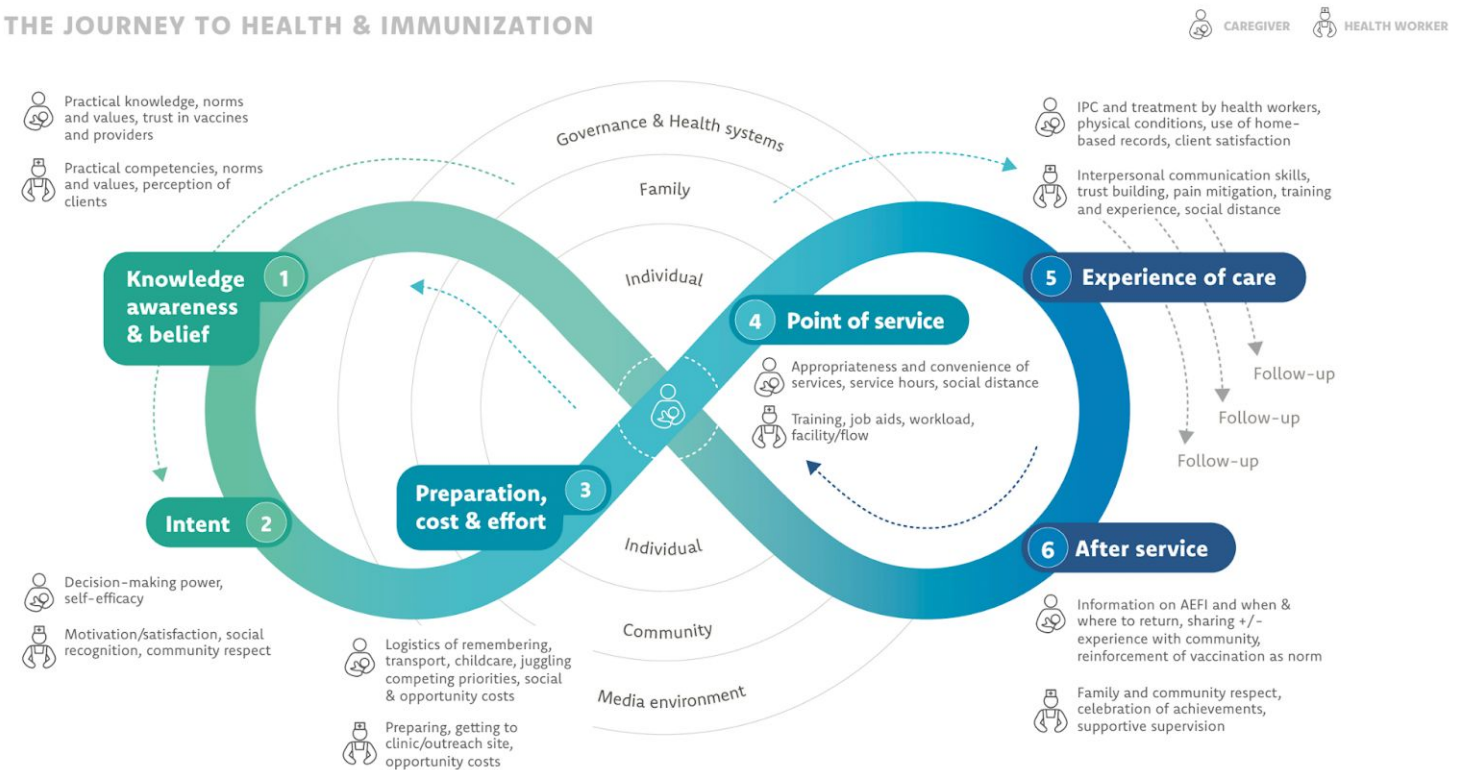 THE JOURNEY TO HEALTH & IMMUNIZATION
CAREGIVER
HEALTH WORKER
Practical knowledge, norms
and values, trust in vaccines
and providers
Practical competencies, norms
and values, perception of
clients
Governance & Health systems
Family
Individual
IPC and treatment by health workers,
physical conditions, use of home-
based records, client satisfaction
Interpersonal communication skills,
trust building, pain mitigation, training
and experience, social distance
Knowledge
awareness
& belief
1
4
Point of service
Appropriateness and convenience of
services, service hours, social distance
Training, job aids, workload,
facility/flow
5
Experience of care
Follow-up
Follow-up
Follow-up
Intent
2
Decision-making power,
self-efficacy
Motivation/satisfaction, social
recognition, community respect
Preparation,
cost & effort
3
Logistics of remembering,
transport, childcare, juggling
competing priorities, social
& opportunity costs
Preparing, getting to
clinic/outreach site,
opportunity costs
Individual
Community
Media environment
6
After service
Information on AEFI and when &
where to return, sharing +/-
experience with community,
reinforcement of vaccination as norm
Family and community respect,
celebration of achievements,
supportive supervision